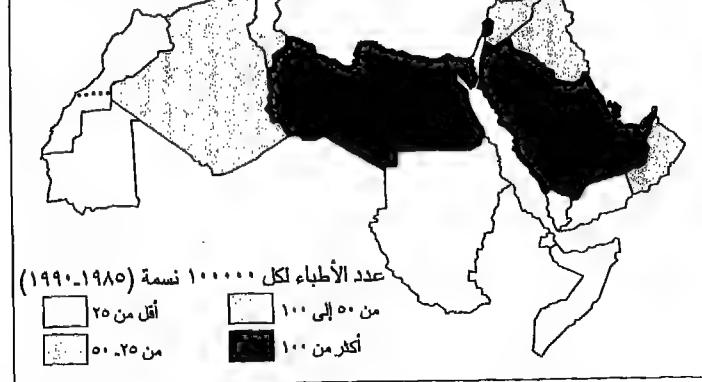 عدد الأطباء لكل ١٠٠٠٠٠ نسمة (١٩٨٥-١٩٩٠)
من ٥٠ إلى ١٠٠
أقل من ٢٥
أكثر من ١٠٠
من ٢٥-٥٠